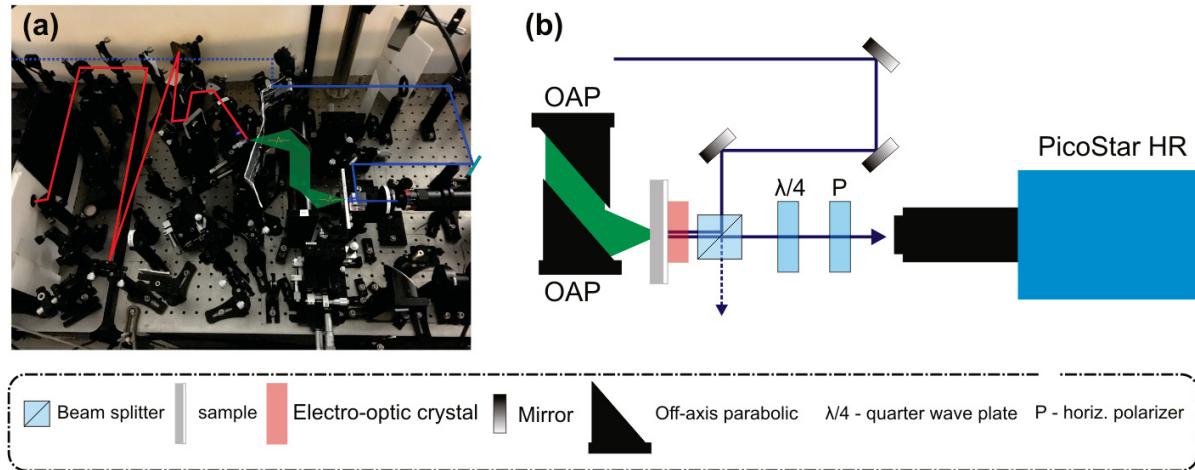 (a)
(b)
OAP
OAP
λ/4
P
PicoStar HR
Beam splitter
sample
Electro-optic crystal
Mirror
Off-axis parabolic
λ/4 - quarter wave plate
P - horiz. polarizer